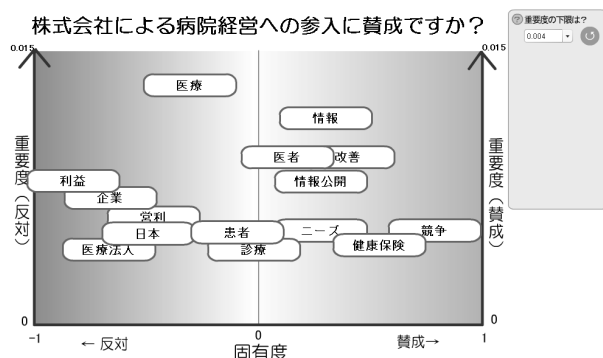 株式会社による病院経営への参入に賛成ですか？
重要度の下限は？
0.004
0.015
0.015
医療
情報
医者
改善
利益
情報公開
企業
営利
日本
患者
ニーズ
競争
医療法人
診療
健康保険
重要度（反対）
重要度（賛成）
0
0
-1
0
1
← 反対
固有度
賛成→